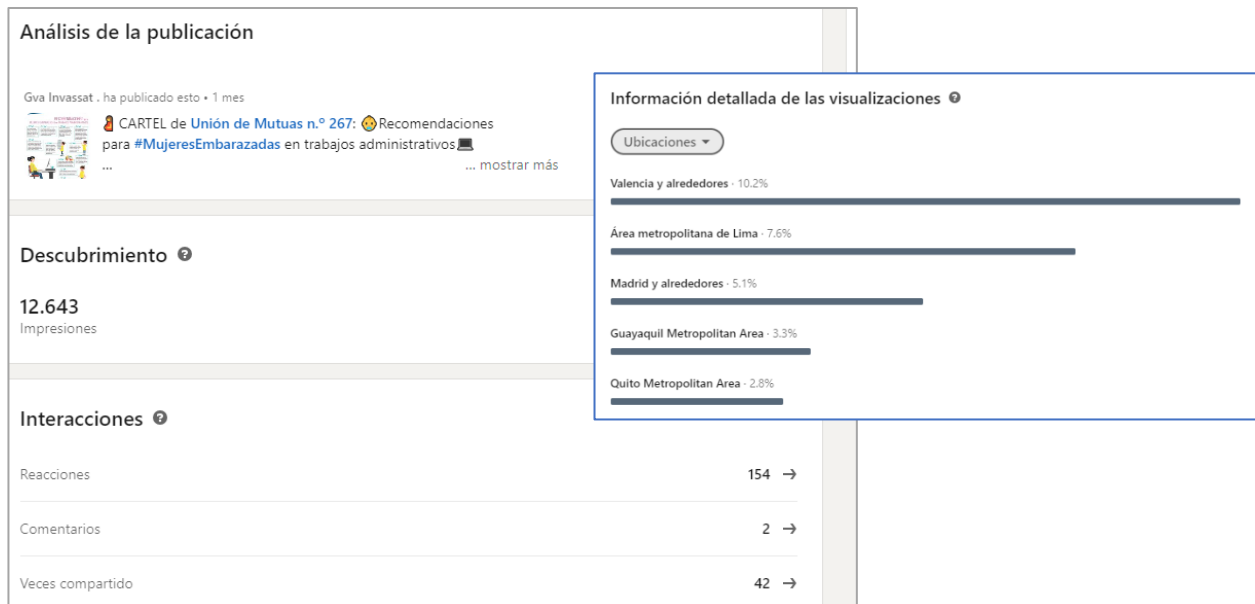 Análisis de la publicación
Gva Invassat . ha publicado esto • 1 mes
CARTEL de Unión de Mutuas n.º 267: Recomendaciones
para #MujeresEmbarazadas en trabajos administrativos
...
... mostrar más
Descubrimiento
12.643
Impresiones
Interacciones
Reacciones 154
Comentarios 2
Veces compartido 42
Información detallada de las visualizaciones
Ubicaciones
Valencia y alrededores · 10.2%
Área metropolitana de Lima · 7.6%
Madrid y alrededores · 5.1%
Guayaquil Metropolitan Area · 3.3%
Quito Metropolitan Area · 2.8%